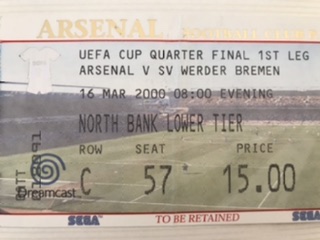 ARSENAL
UEFA CUP QUARTER FINAL 1ST LEG
ARSENAL V SV WERDER BREMEN
16 MAR 2000 08:00 EVENING
NORTH BANK LOWER TIER
ROW SEAT PRICE
C 57* 15.00
Dreamcast
SEGA TO BE RETAINED SEGA